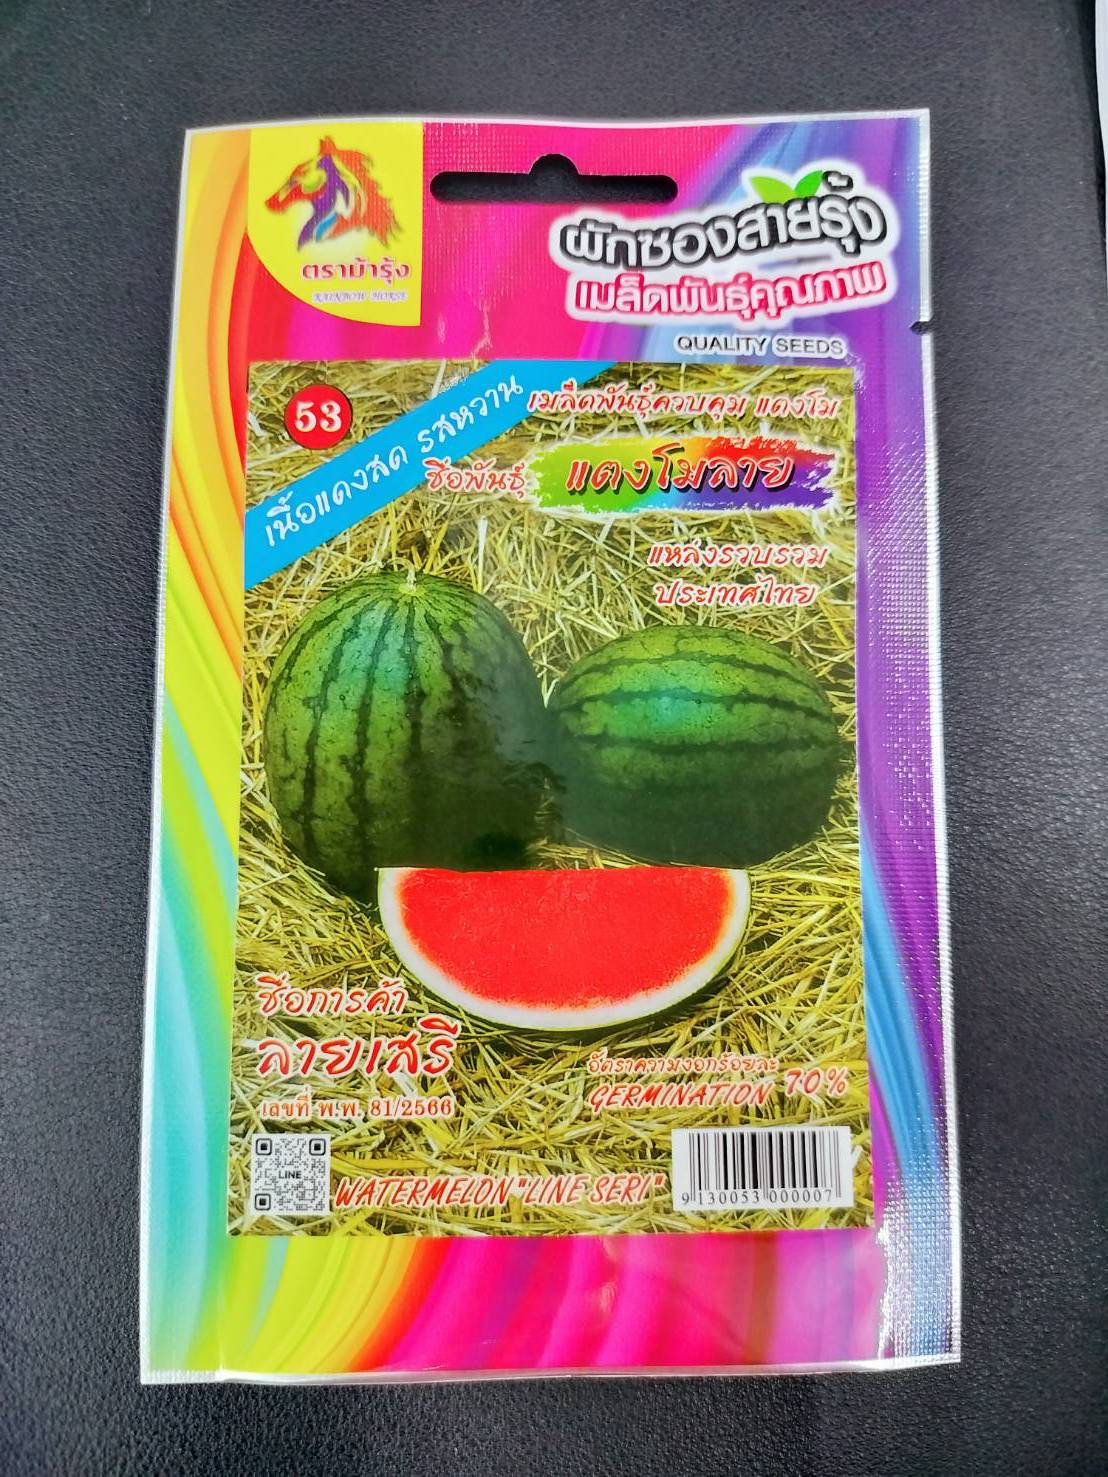 ตราม้ารุ้ง
RAINBOW HORSE
ผักซองสายรุ้ง
เมล็ดพันธุ์คุณภาพ
QUALITY SEEDS
53
เนื้อแดงสด รสหวาน
เมล็ดพันธุ์ควบคุม แตงโม
ชื่อพันธุ์ แตงโมลาย
แหล่งรวบรวม
ประเทศไทย
ชื่อการค้า
ลายเสรี
เลขที่ พ.พ. 81/2566
อัตราความงอกร้อยละ
GERMINATION 70%
LINE
WATERMELON "LINE SERI"
9 130053 000007